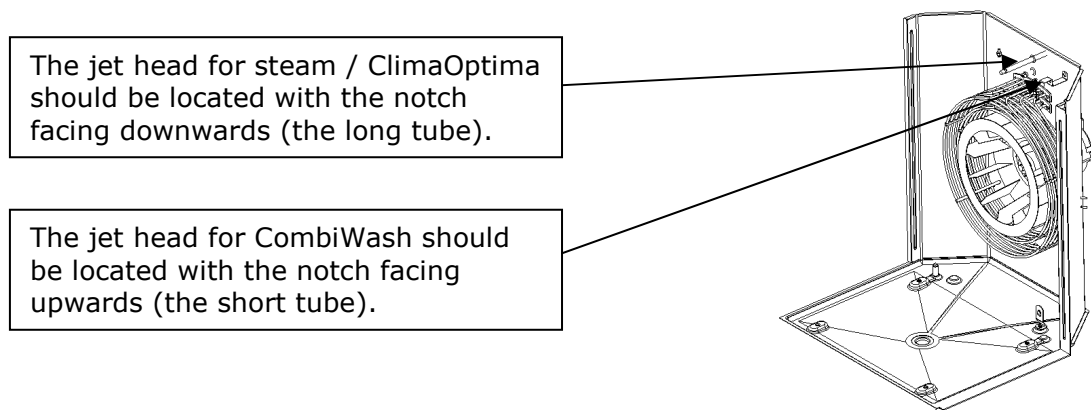 The jet head for steam / ClimaOptima
should be located with the notch
facing downwards (the long tube).
The jet head for CombiWash should
be located with the notch facing
upwards (the short tube).